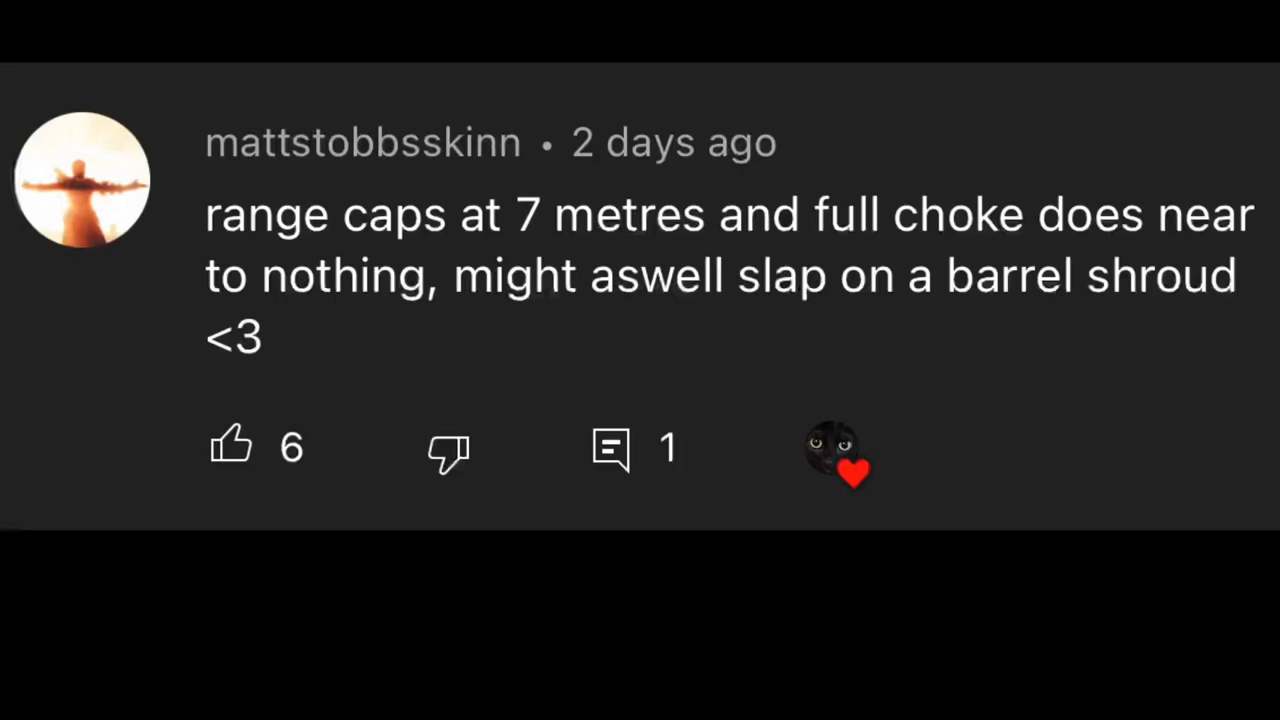 mattstobbsskinn • 2 days ago
range caps at 7 metres and full choke does near
to nothing, might aswell slap on a barrel shroud
<3
6
1